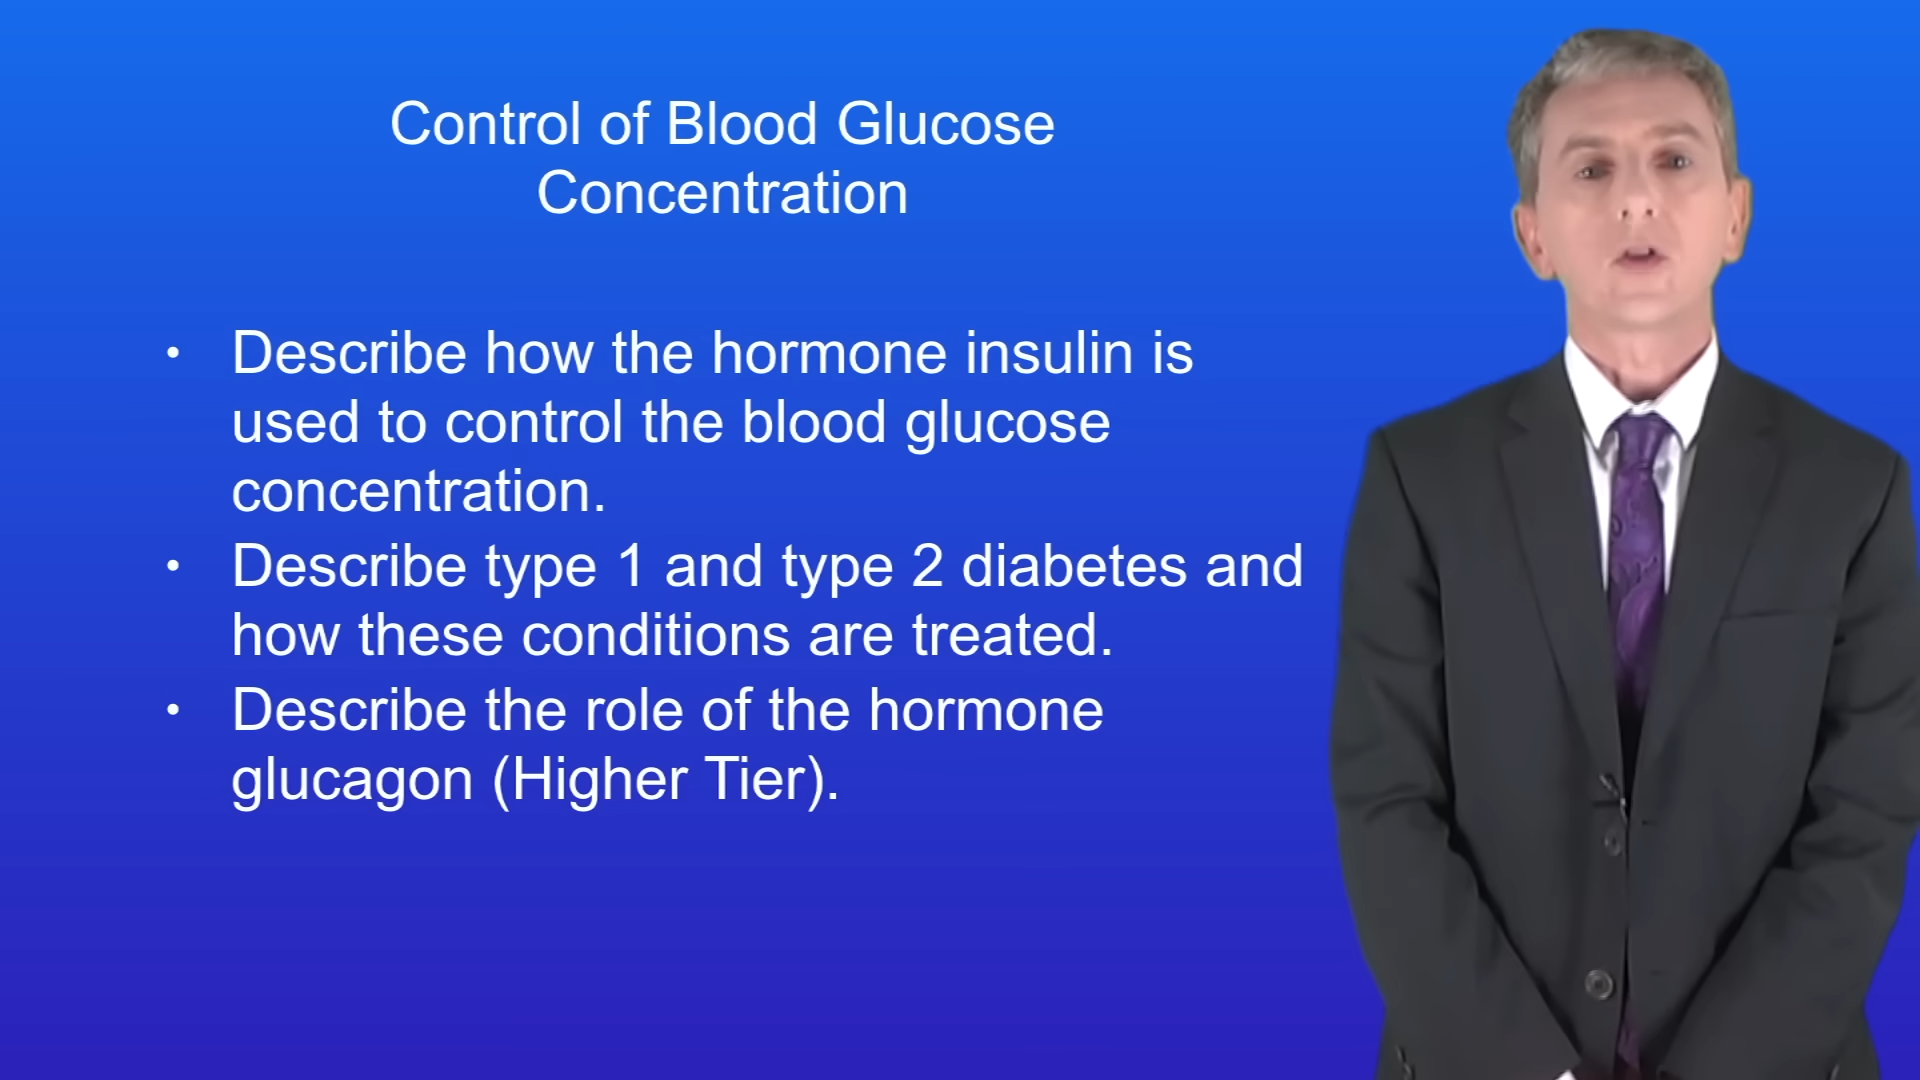 Control of Blood Glucose
Concentration
• Describe how the hormone insulin is
used to control the blood glucose
concentration.
• Describe type 1 and type 2 diabetes and
how these conditions are treated.
• Describe the role of the hormone
glucagon (Higher Tier).